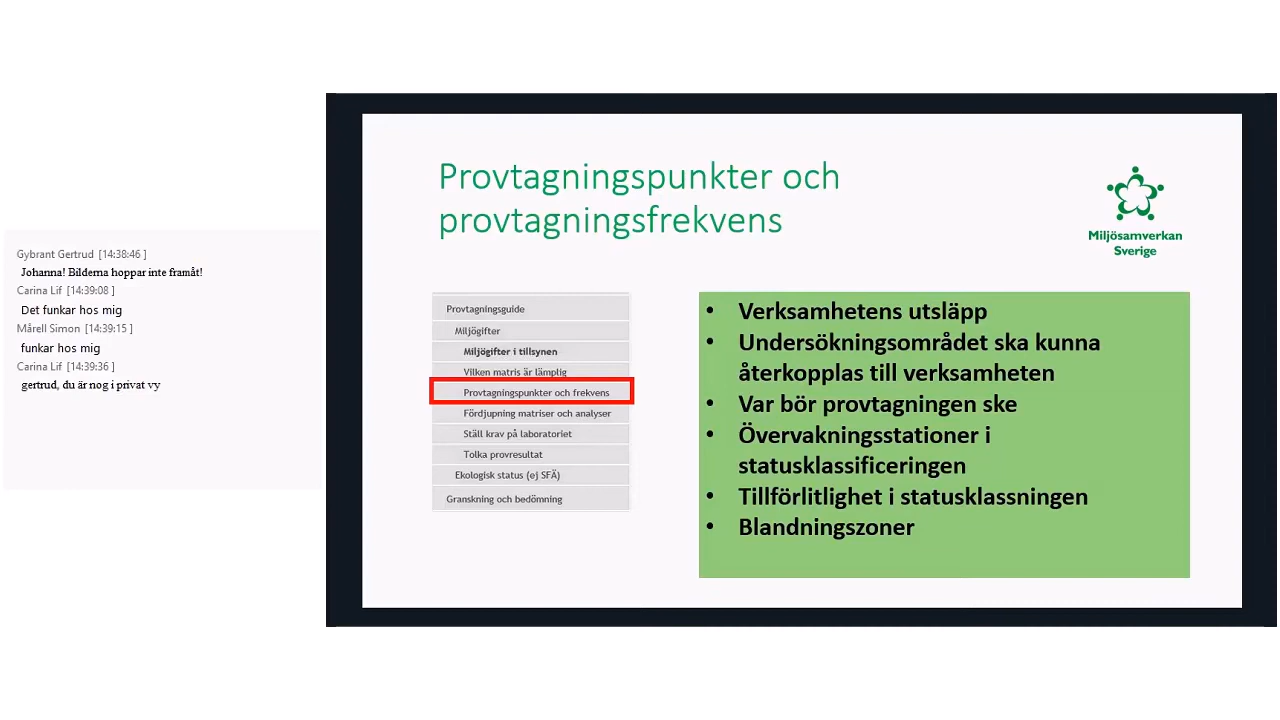 Gybrant Gertrud [14:38:46 ]
Johanna! Bilderna hoppar inte framåt!
Carina Lif [14:39:08 ]
Det funkar hos mig
Mårell Simon [14:39:15 ]
funkar hos mig
Carina Lif [14:39:36 ]
gertrud, du är nog i privat vy
Provtagningspunkter och
provtagningsfrekvens
Miljösamverkan
Sverige
Provtagningsguide
Miljögifter
Miljögifter i tillsynen
Vilken matris är lämplig
Provtagningspunkter och frekvens
Fördjupning matriser och analyser
Ställ krav på laboratoriet
Tolka provresultat
Ekologisk status (ej SFÄ)
Granskning och bedömning
• Verksamhetens utsläpp
• Undersökningsområdet ska kunna
återkopplas till verksamheten
• Var bör provtagningen ske
• Övervakningsstationer i
statusklassificeringen
• Tillförlitlighet i statusklassningen
• Blandningszoner